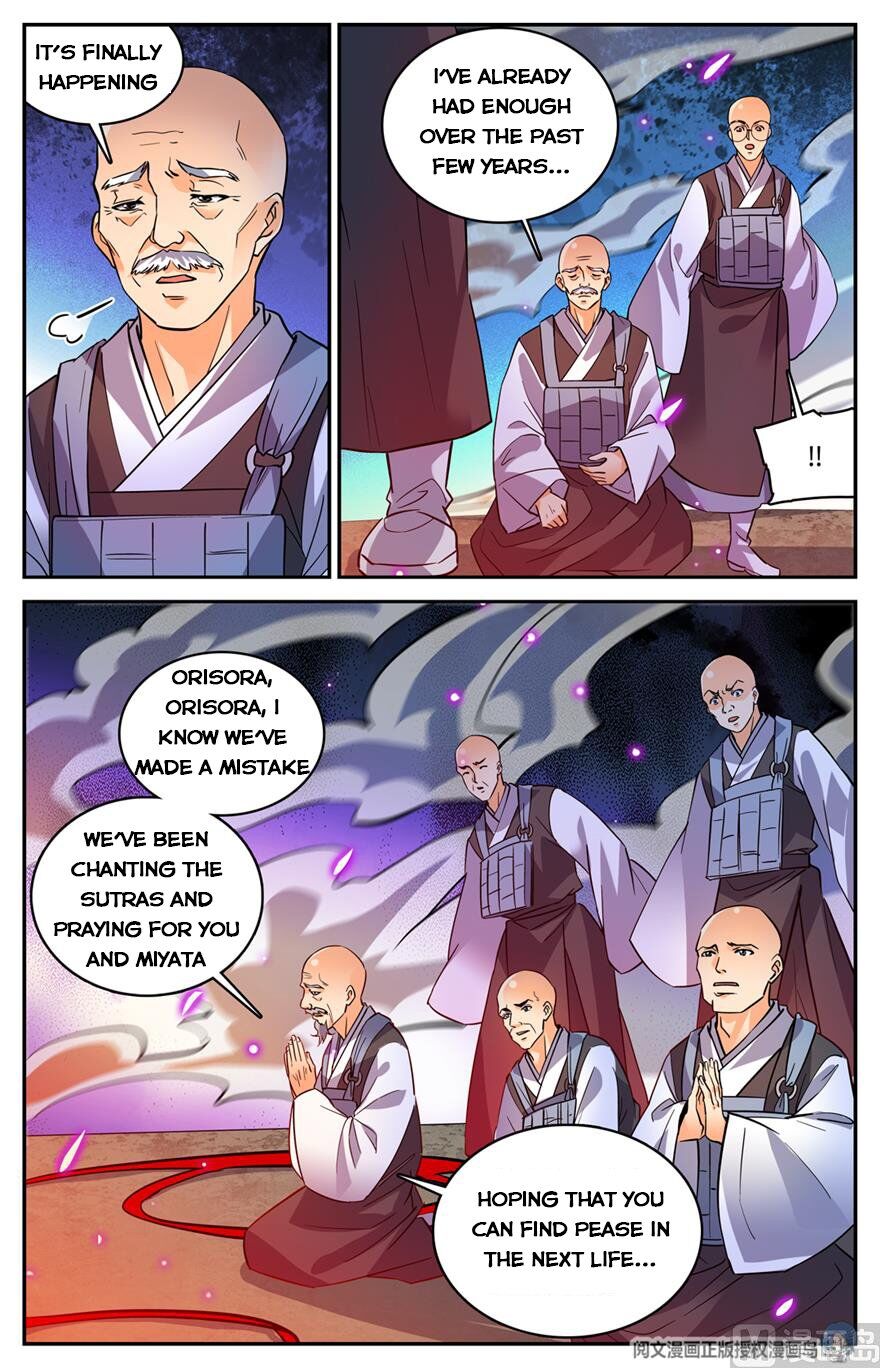 IT'S FINALLY
HAPPENING
I'VE ALREADY
HAD ENOUGH
OVER THE PAST
FEW YEARS...
!!
ORISORA,
ORISORA, I
KNOW WE'VE
MADE A MISTAKE
WE'VE BEEN
CHANTING THE
SUTRAS AND
PRAYING FOR YOU
AND MIYATA
HOPING THAT YOU
CAN FIND PEASE IN
THE NEXT LIFE...
阅文漫画正版授权漫画岛